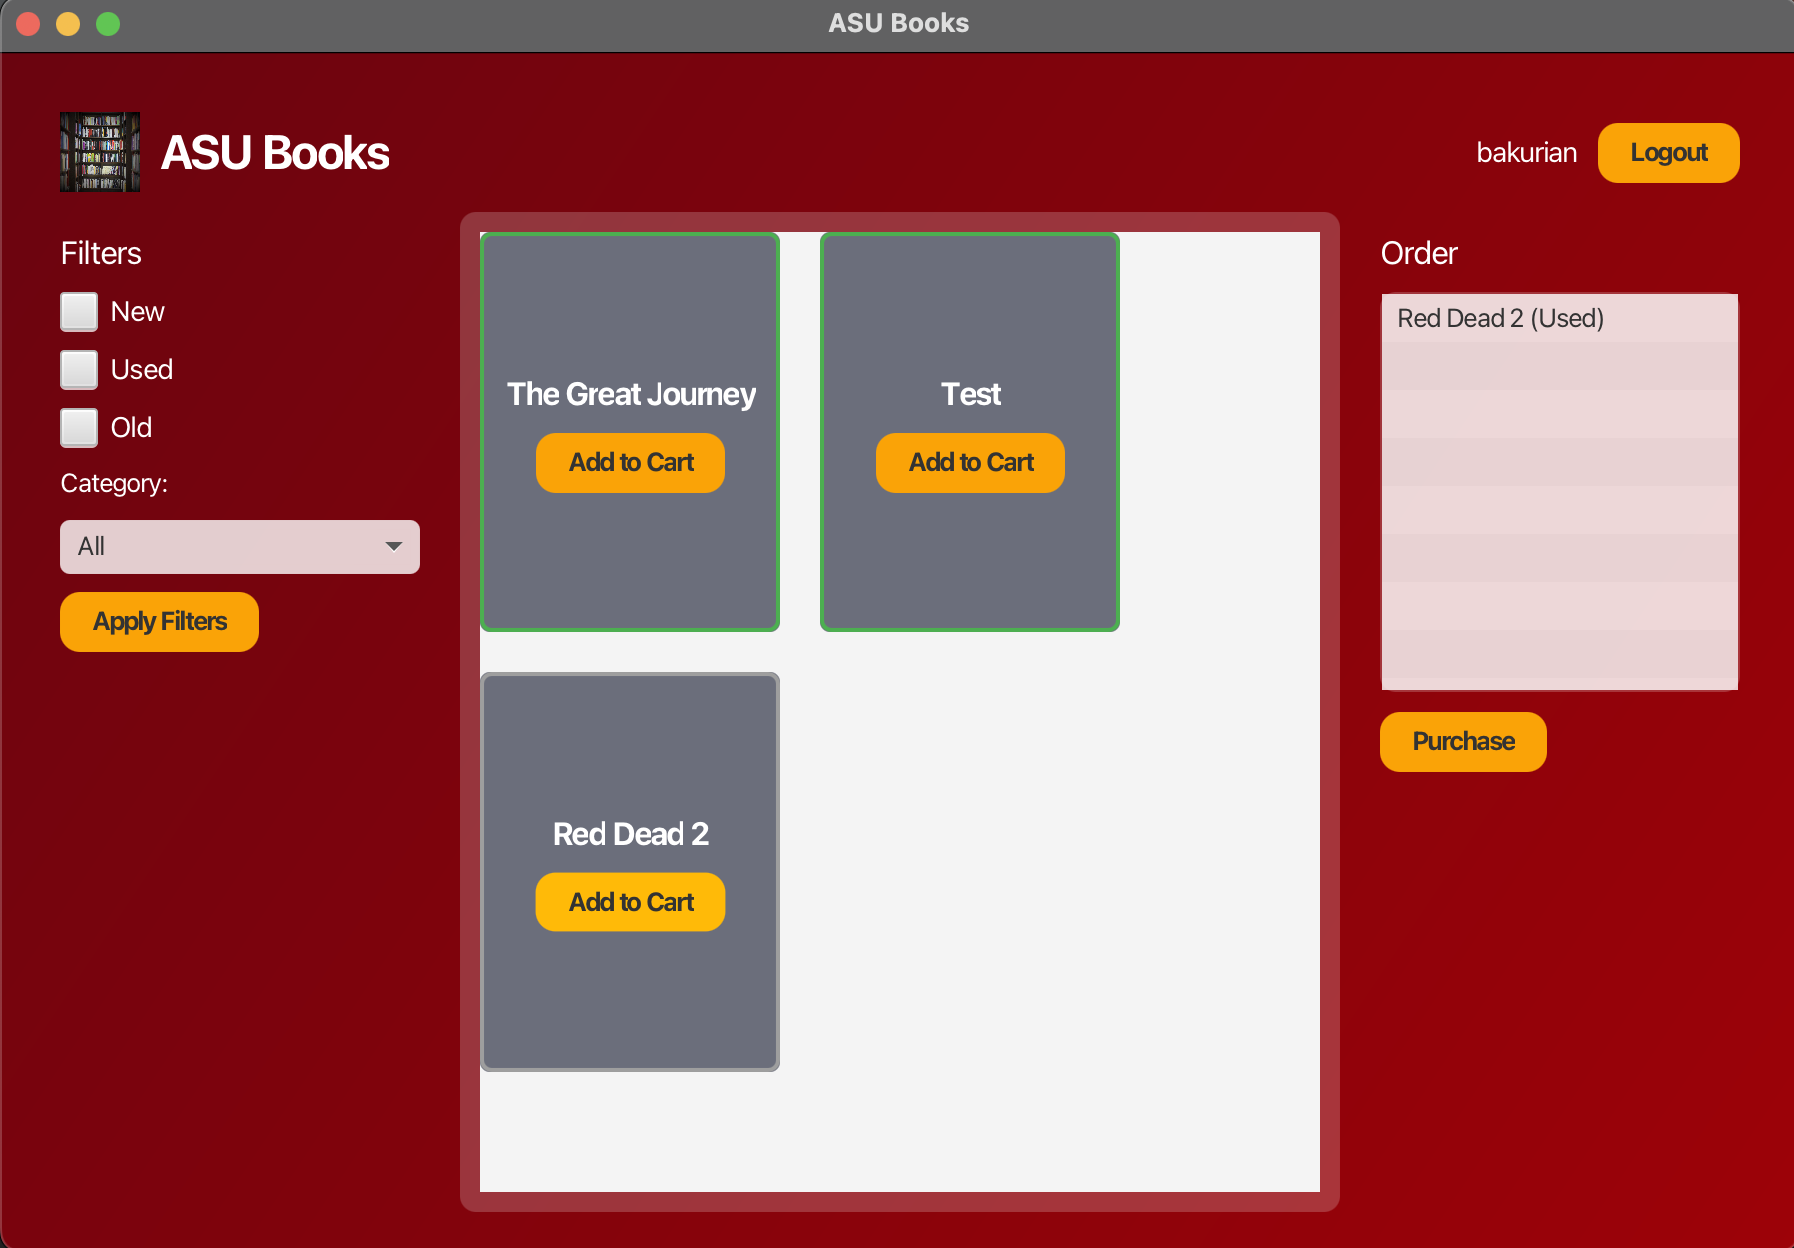 ASU Books
ASU Books
bakurian
Logout
Filters
New
Used
Old
Category:
All
Apply Filters
The Great Journey
Add to Cart
Test
Add to Cart
Red Dead 2
Add to Cart
Order
Red Dead 2 (Used)
Purchase